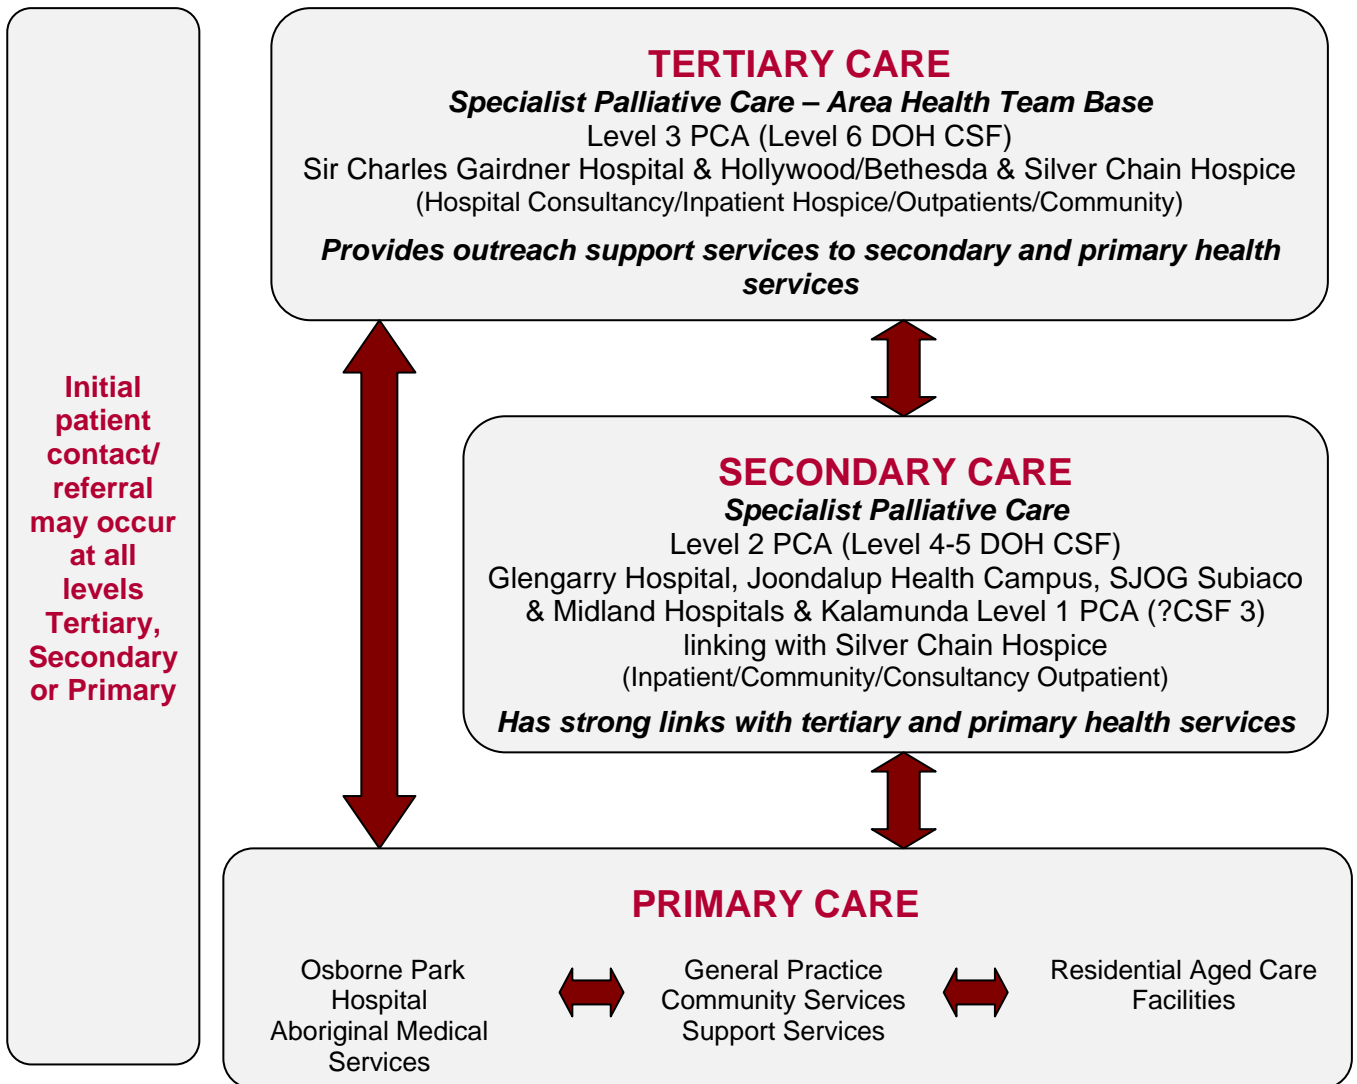 Initial
patient
contact/
referral
may occur
at all
levels
Tertiary,
Secondary
or Primary
TERTIARY CARE
Specialist Palliative Care – Area Health Team Base
Level 3 PCA (Level 6 DOH CSF)
Sir Charles Gairdner Hospital & Hollywood/Bethesda & Silver Chain Hospice
(Hospital Consultancy/Inpatient Hospice/Outpatients/Community)
Provides outreach support services to secondary and primary health
services
SECONDARY CARE
Specialist Palliative Care
Level 2 PCA (Level 4-5 DOH CSF)
Glengarry Hospital, Joondalup Health Campus, SJOG Subiaco
& Midland Hospitals & Kalamunda Level 1 PCA (?CSF 3)
linking with Silver Chain Hospice
(Inpatient/Community/Consultancy Outpatient)
Has strong links with tertiary and primary health services
PRIMARY CARE
Osborne Park
Hospital
Aboriginal Medical
Services
General Practice
Community Services
Support Services
Residential Aged Care
Facilities